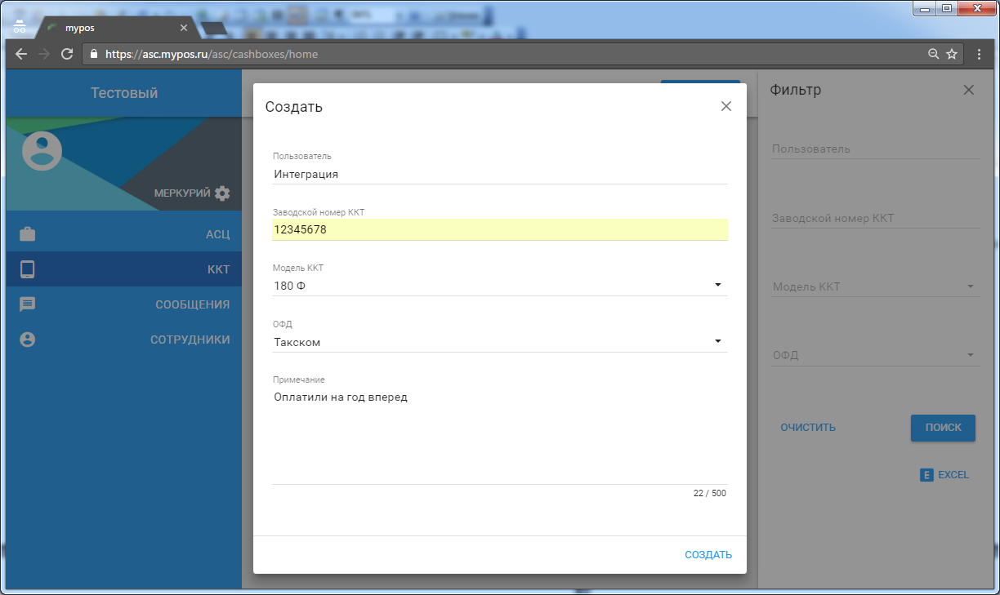 mypos
https://asc.mypos.ru/asc/cashboxes/home
Тестовый
МЕРКУРИЙ
АСЦ
ККТ
СООБЩЕНИЯ
СОТРУДНИКИ
Создать
Пользователь
Интеграция
Заводской номер ККТ
12345678
Модель ККТ
180 Ф
ОФД
Такском
Примечание
Оплатили на год вперед
22 / 500
СОЗДАТЬ
Фильтр
Пользователь
Заводской номер ККТ
Модель ККТ
ОФД
ОЧИСТИТЬ
ПОИСК
E EXCEL